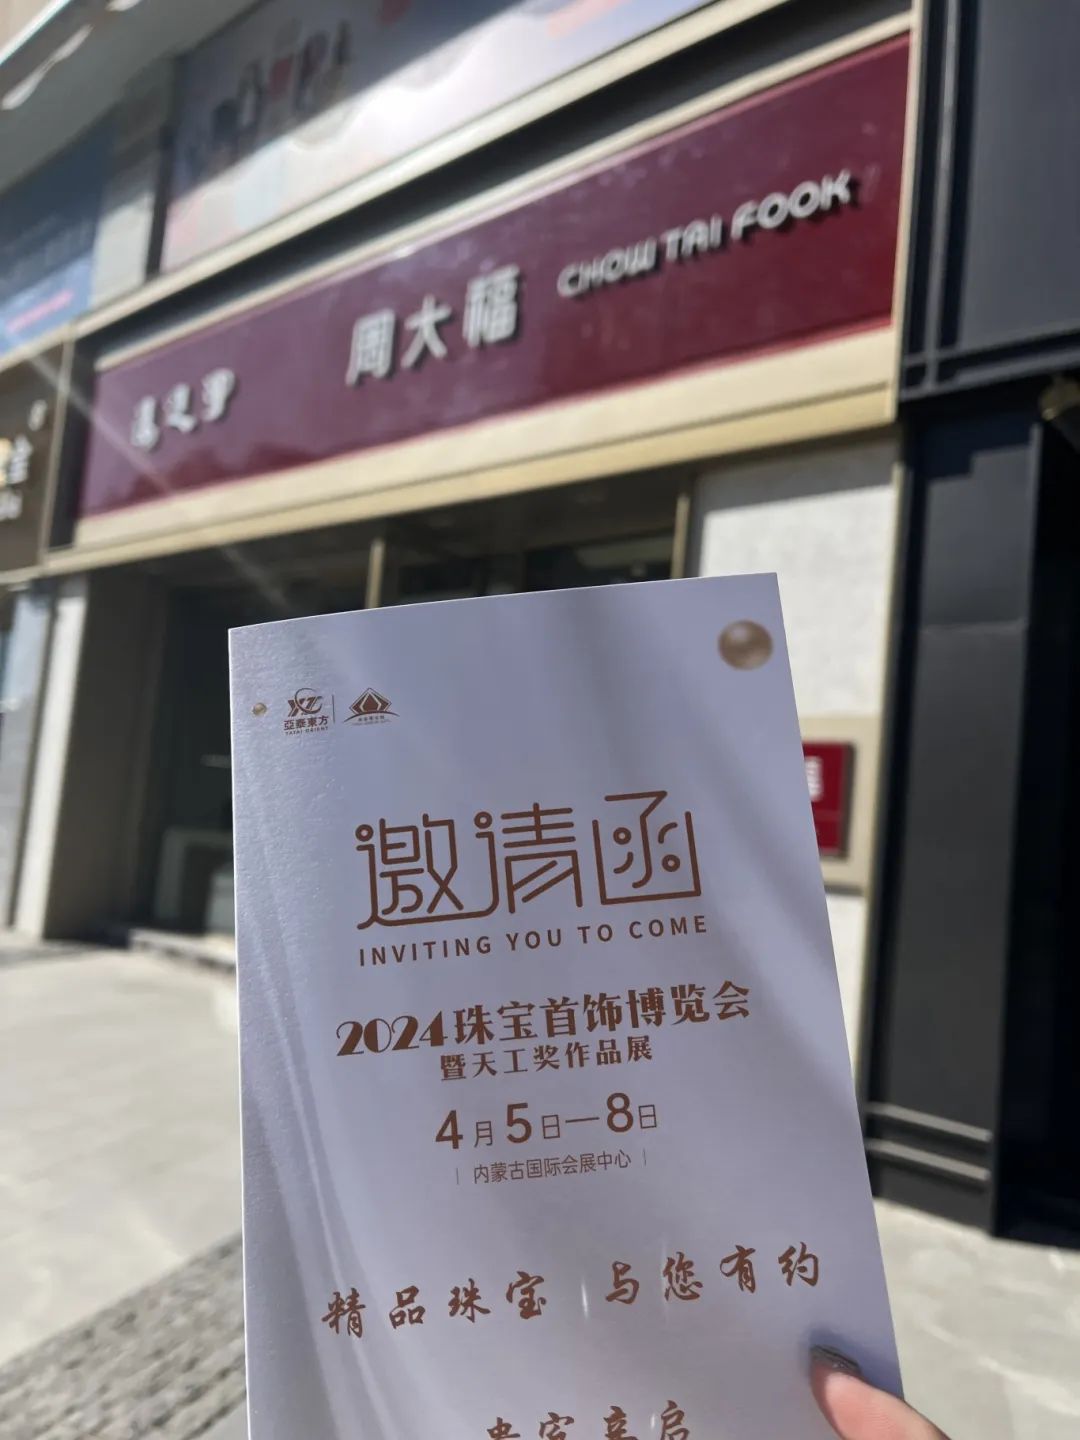 周大福 CHOW TAI FOOK
亞泰東方
YATAI ORIENT
邀请函
INVITING YOU TO COME
2024珠宝首饰博览会
暨天工奖作品展
4月5日—8日
内蒙古国际会展中心
精品珠宝 与您有约